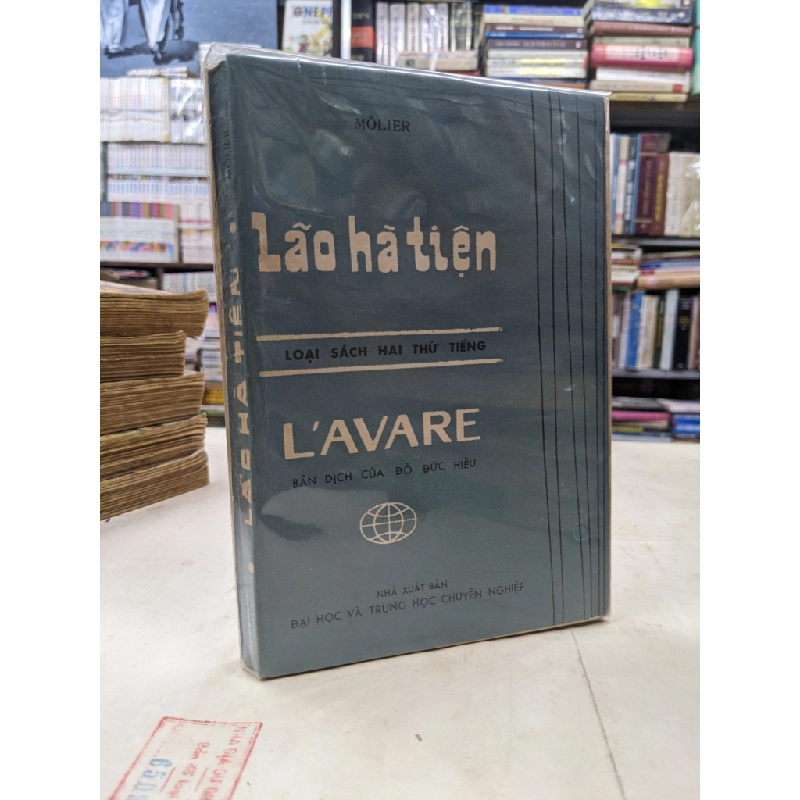 MÔLIER
Lão hà tiện
LOẠI SÁCH HAI THỨ TIẾNG
L'AVARE
BẢN DỊCH CỦA ĐỖ ĐỨC HIỂU
NHÀ XUẤT BẢN
ĐẠI HỌC VÀ TRUNG HỌC CHUYÊN NGHIỆP
MÔLIER • LÃO HÀ TIỆN •